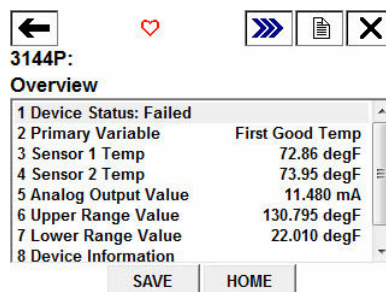 3144P:
Overview
1 Device Status: Failed
2 Primary Variable First Good Temp
3 Sensor 1 Temp 72.86 degF
4 Sensor 2 Temp 73.95 degF
5 Analog Output Value 11.480 mA
6 Upper Range Value 130.795 degF
7 Lower Range Value 22.010 degF
8 Device Information
SAVE HOME